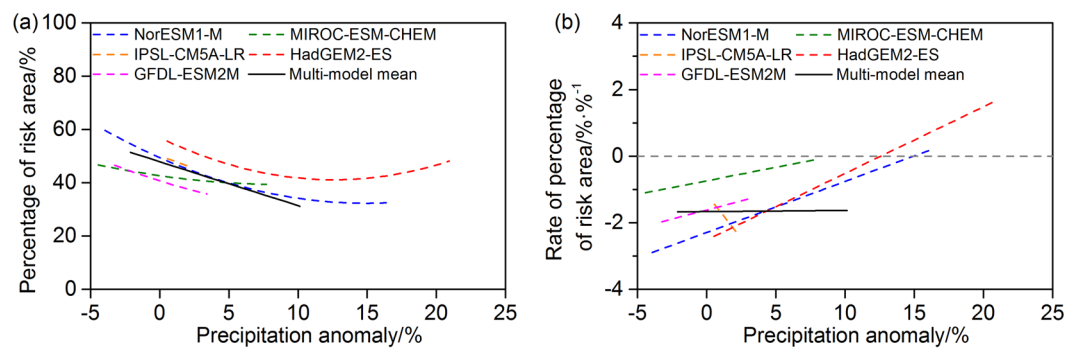 (a)
100
80
60
40
20
0
Percentage of risk area/%
NorESM1-M
MIROC-ESM-CHEM
IPSL-CM5A-LR
HadGEM2-ES
GFDL-ESM2M
Multi-model mean
-5 0 5 10 15 20 25
Precipitation anomaly/%
(b)
4
2
0
-2
-4
Rate of percentage
of risk area/%·%-1
NorESM1-M
MIROC-ESM-CHEM
IPSL-CM5A-LR
HadGEM2-ES
GFDL-ESM2M
Multi-model mean
-5 0 5 10 15 20 25
Precipitation anomaly/%